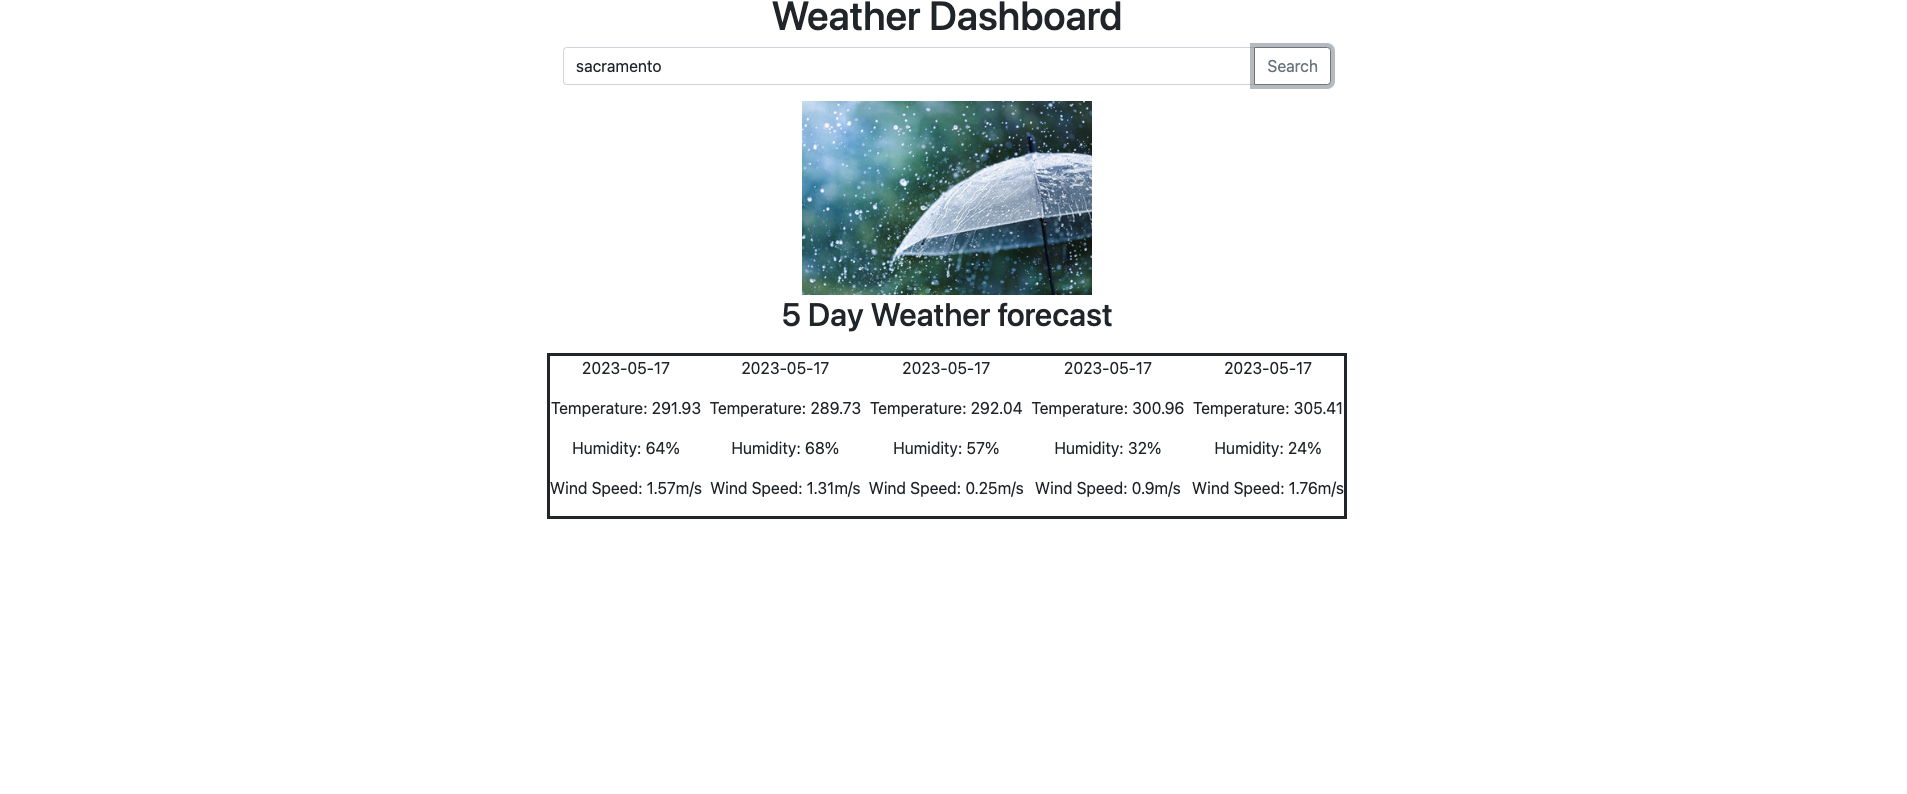 Weather Dashboard
sacramento
Search
5 Day Weather forecast
2023-05-17 2023-05-17 2023-05-17 2023-05-17 2023-05-17
Temperature: 291.93 Temperature: 289.73 Temperature: 292.04 Temperature: 300.96 Temperature: 305.41
Humidity: 64% Humidity: 68% Humidity: 57% Humidity: 32% Humidity: 24%
Wind Speed: 1.57m/s Wind Speed: 1.31m/s Wind Speed: 0.25m/s Wind Speed: 0.9m/s Wind Speed: 1.76m/s